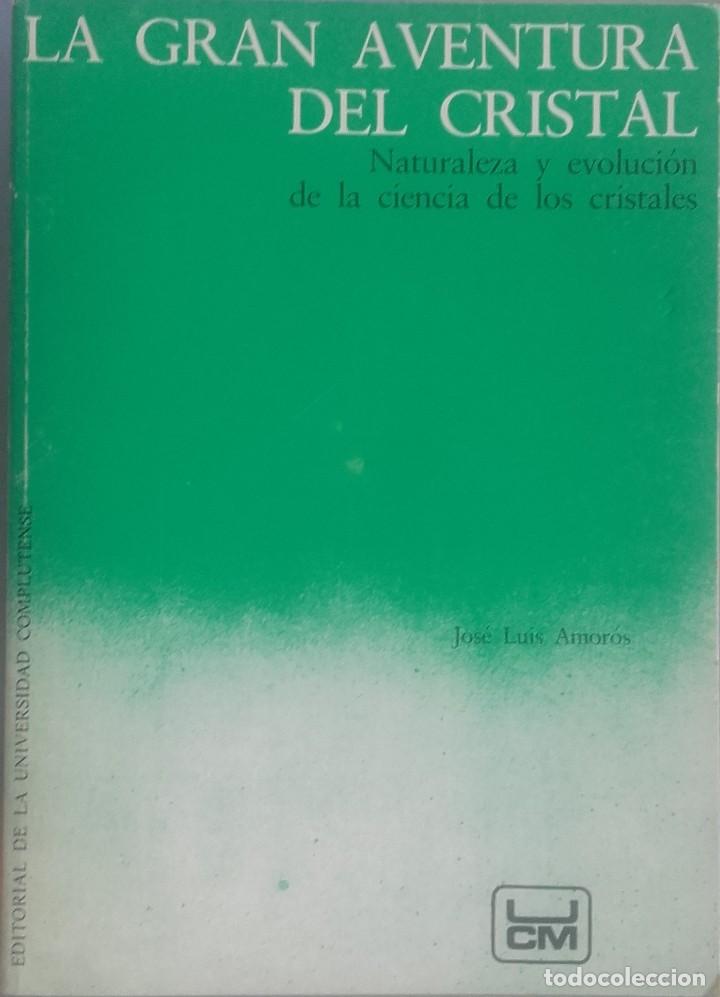 LA GRAN AVENTURA
DEL CRISTAL
Naturaleza y evolución
de la ciencia de los cristales
José Luis Amorós
EDITORIAL DE LA UNIVERSIDAD COMPLUTENSE
UCM
todocoleccion